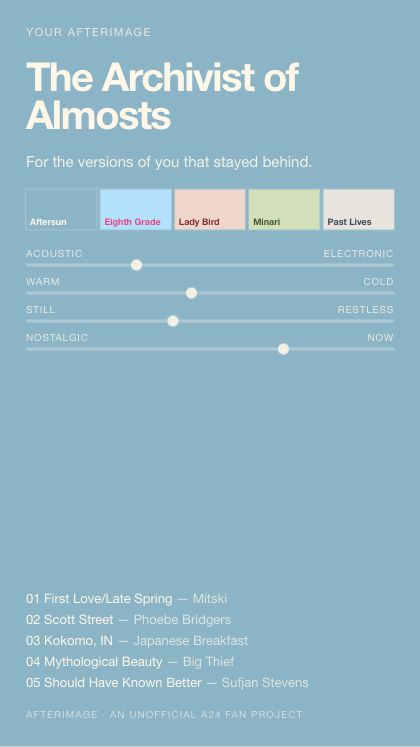 YOUR AFTERIMAGE
The Archivist of
Almosts
For the versions of you that stayed behind.
Aftersun Eighth Grade Lady Bird Minari Past Lives
ACOUSTIC ELECTRONIC
WARM COLD
STILL RESTLESS
NOSTALGIC NOW
01 First Love/Late Spring — Mitski
02 Scott Street — Phoebe Bridgers
03 Kokomo, IN — Japanese Breakfast
04 Mythological Beauty — Big Thief
05 Should Have Known Better — Sufjan Stevens
AFTERIMAGE · AN UNOFFICIAL A24 FAN PROJECT